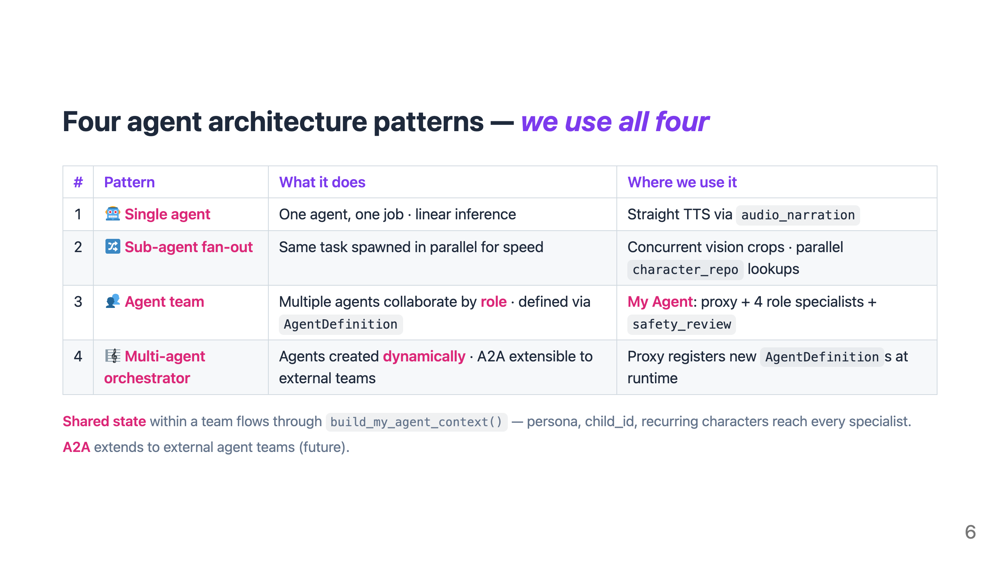 Four agent architecture patterns — we use all four
# Pattern What it does Where we use it
1 Single agent One agent, one job · linear inference Straight TTS via audio_narration
2 Sub-agent fan-out Same task spawned in parallel for speed Concurrent vision crops · parallel
character_repo lookups
3 Agent team Multiple agents collaborate by role · defined via My Agent: proxy + 4 role specialists +
AgentDefinition safety_review
4 Multi-agent Agents created dynamically · A2A extensible to Proxy registers new AgentDefinitions at
orchestrator external teams runtime
Shared state within a team flows through build_my_agent_context() — persona, child_id, recurring characters reach every specialist.
A2A extends to external agent teams (future).
6